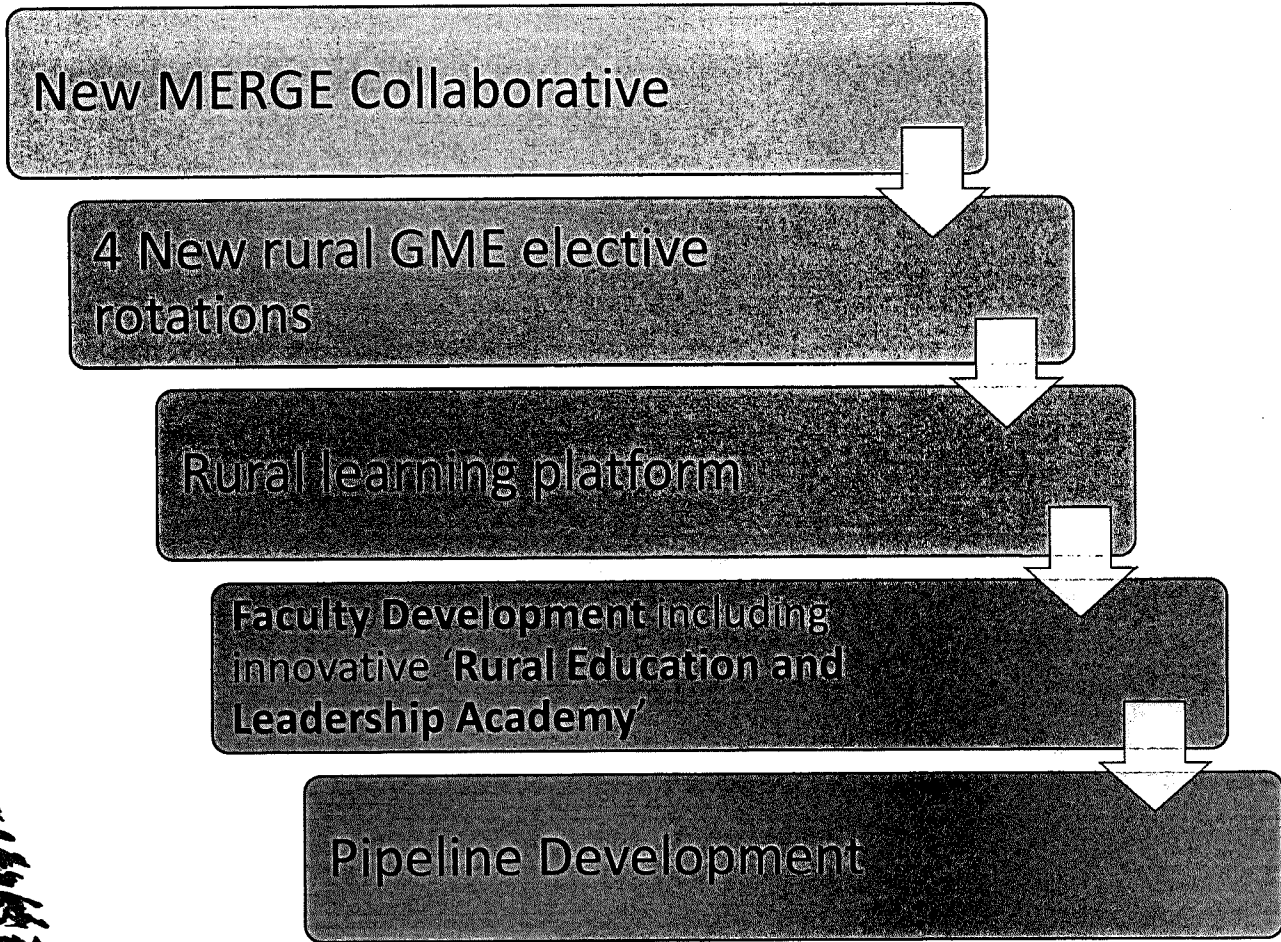 New MERGE Collaborative
4 New rural GME elective
rotations
Rural learning platform
Faculty Development including
innovative ‘Rural Education and
Leadership Academy’
Pipeline Development